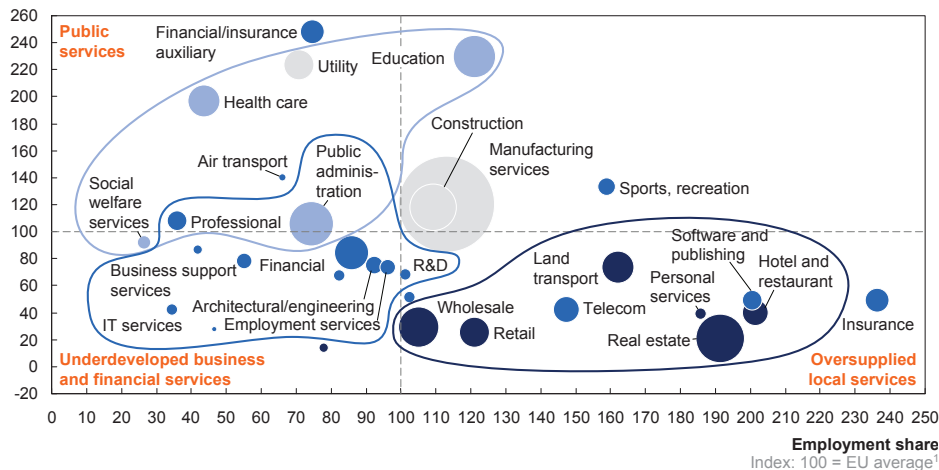 260
240
220
200
180
160
140
120
100
80
60
40
20
0
-20
Public
services
Financial/insurance
auxiliary
Utility
Education
Health care
Construction
Manufacturing
services
Air transport
Public
adminis-
tration
Social
welfare
services
Professional
Sports, recreation
Business support
services
Financial
R&D
Land
transport
Software and
publishing
Hotel and
restaurant
Personal
services
Architectural/engineering
IT services
Employment services
Wholesale
Retail
Telecom
Real estate
Insurance
Underdeveloped business
and financial services
Oversupplied
local services
0 10 20 30 40 50 60 70 80 90 100 110 120 130 140 150 160 170 180 190 200 210 220 230 240 250
Employment share
Index: 100 = EU average1